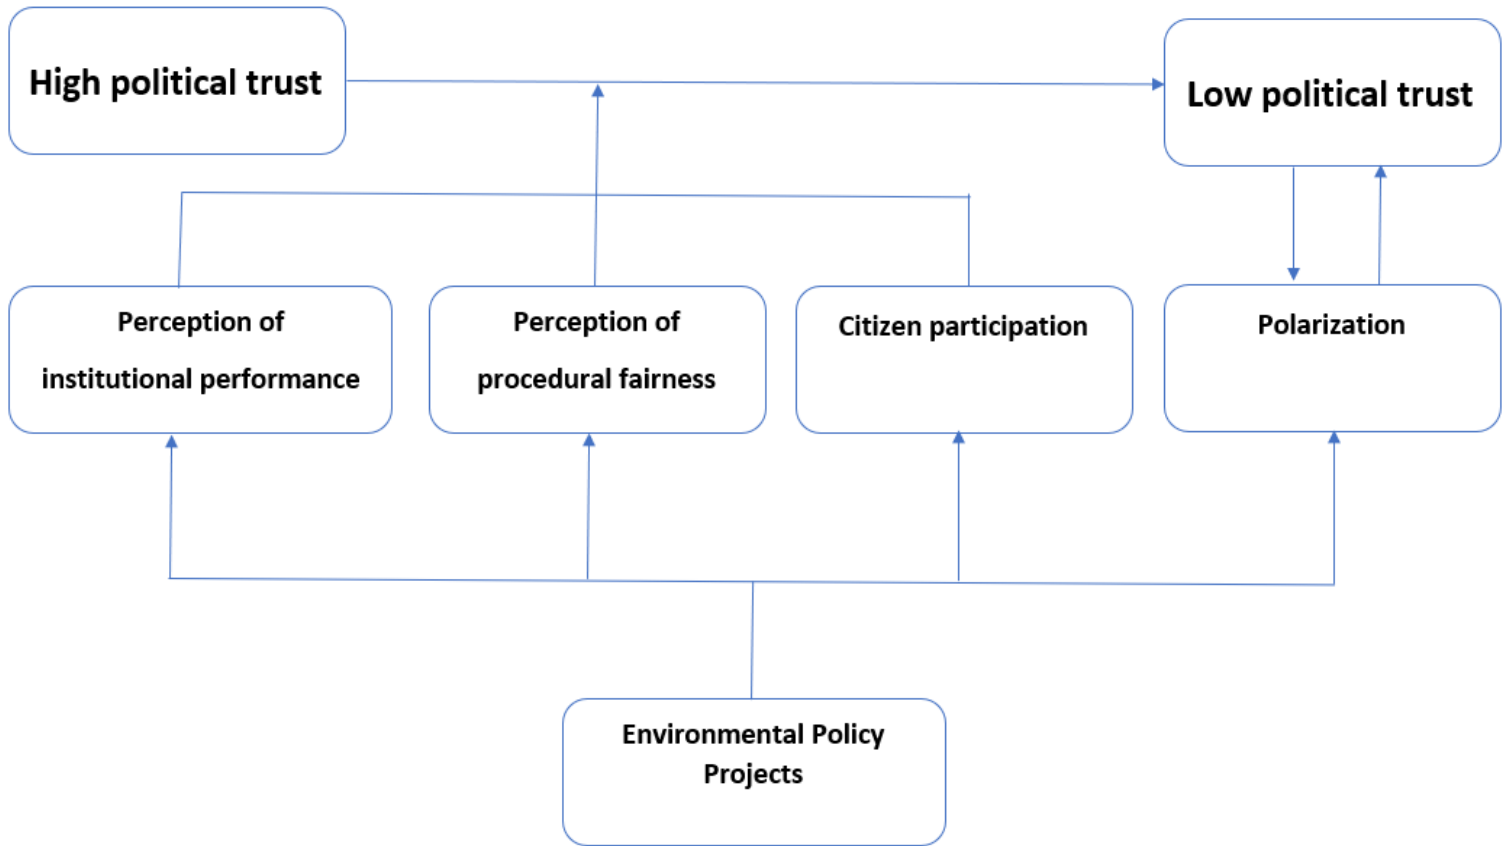 High political trust
Low political trust
Perception of
institutional performance
Perception of
procedural fairness
Citizen participation
Polarization
Environmental Policy
Projects